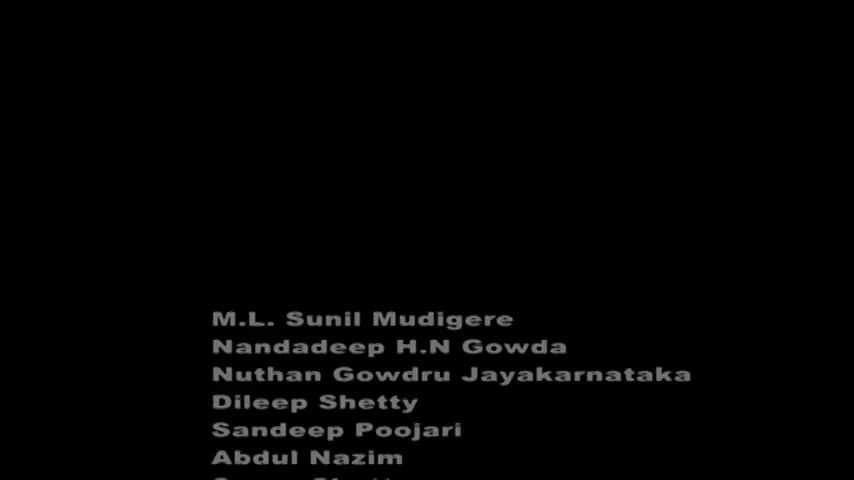 M.L. Sunil Mudigere
Nandadeep H.N Gowda
Nuthan Gowdru Jayakarnataka
Dileep Shetty
Sandeep Poojari
Abdul Nazim